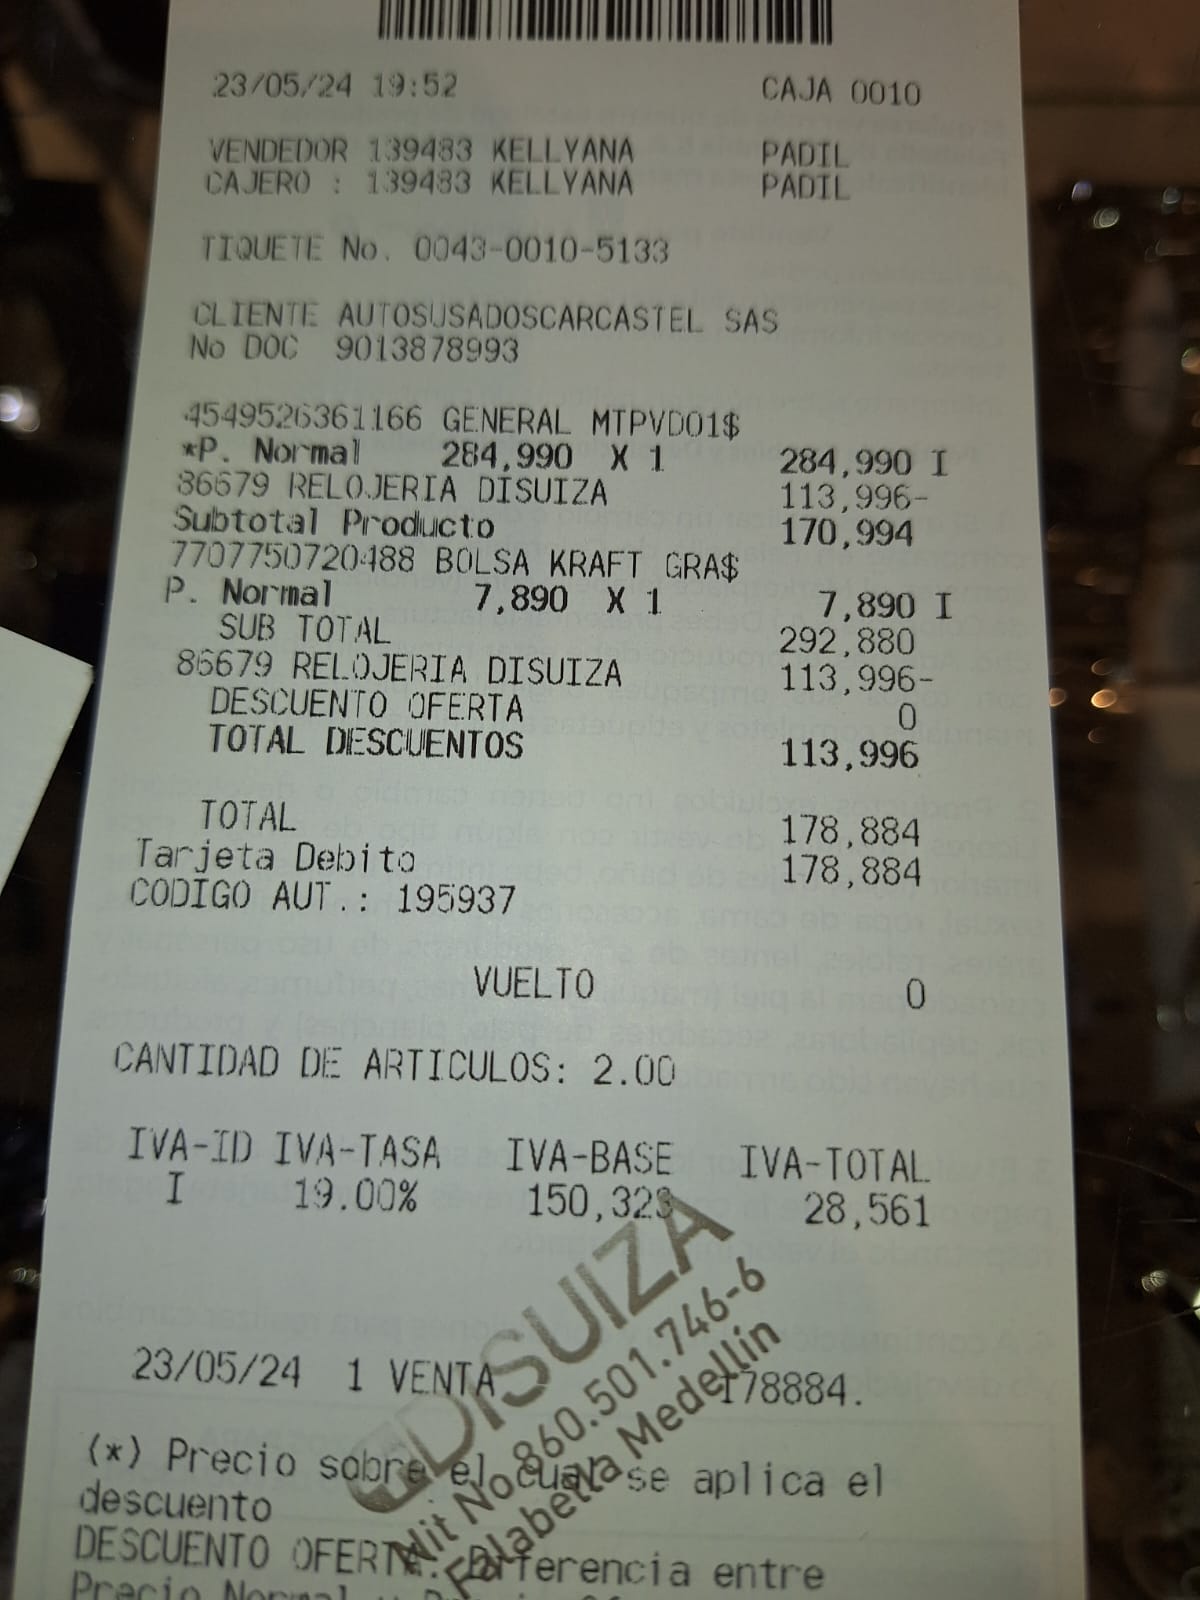 23/05/24 19:52 CAJA 0010
VENDEDOR 139483 KELLYANA PADIL
CAJERO : 139483 KELLYANA PADIL
TIQUETE No. 0043-0010-5133
CLIENTE AUTOSUSADOSCARCASTEL SAS
No DOC 9013878993
4549526361166 GENERAL MTPVD01$
*P. Normal 284,990 X 1 284,990 I
86679 RELOJERIA DISUIZA 113,996-
Subtotal Producto 170,994
7707750720488 BOLSA KRAFT GRA$
P. Normal 7,890 X 1 7,890 I
SUB TOTAL 292,880
86679 RELOJERIA DISUIZA 113,996-
DESCUENTO OFERTA 0
TOTAL DESCUENTOS 113,996
TOTAL 178,884
Tarjeta Debito 178,884
CODIGO AUT.: 195937
VUELTO 0
CANTIDAD DE ARTICULOS: 2.00
IVA-ID IVA-TASA IVA-BASE IVA-TOTAL
I 19.00% 150,323 28,561
23/05/24 1 VENTA 178884.
(*) Precio sobre el cual se aplica el
descuento
DESCUENTO OFERTA: Diferencia entre
Precio Normal
DISUIZA
Nit No 860.501.746-6
Falabella Medellín